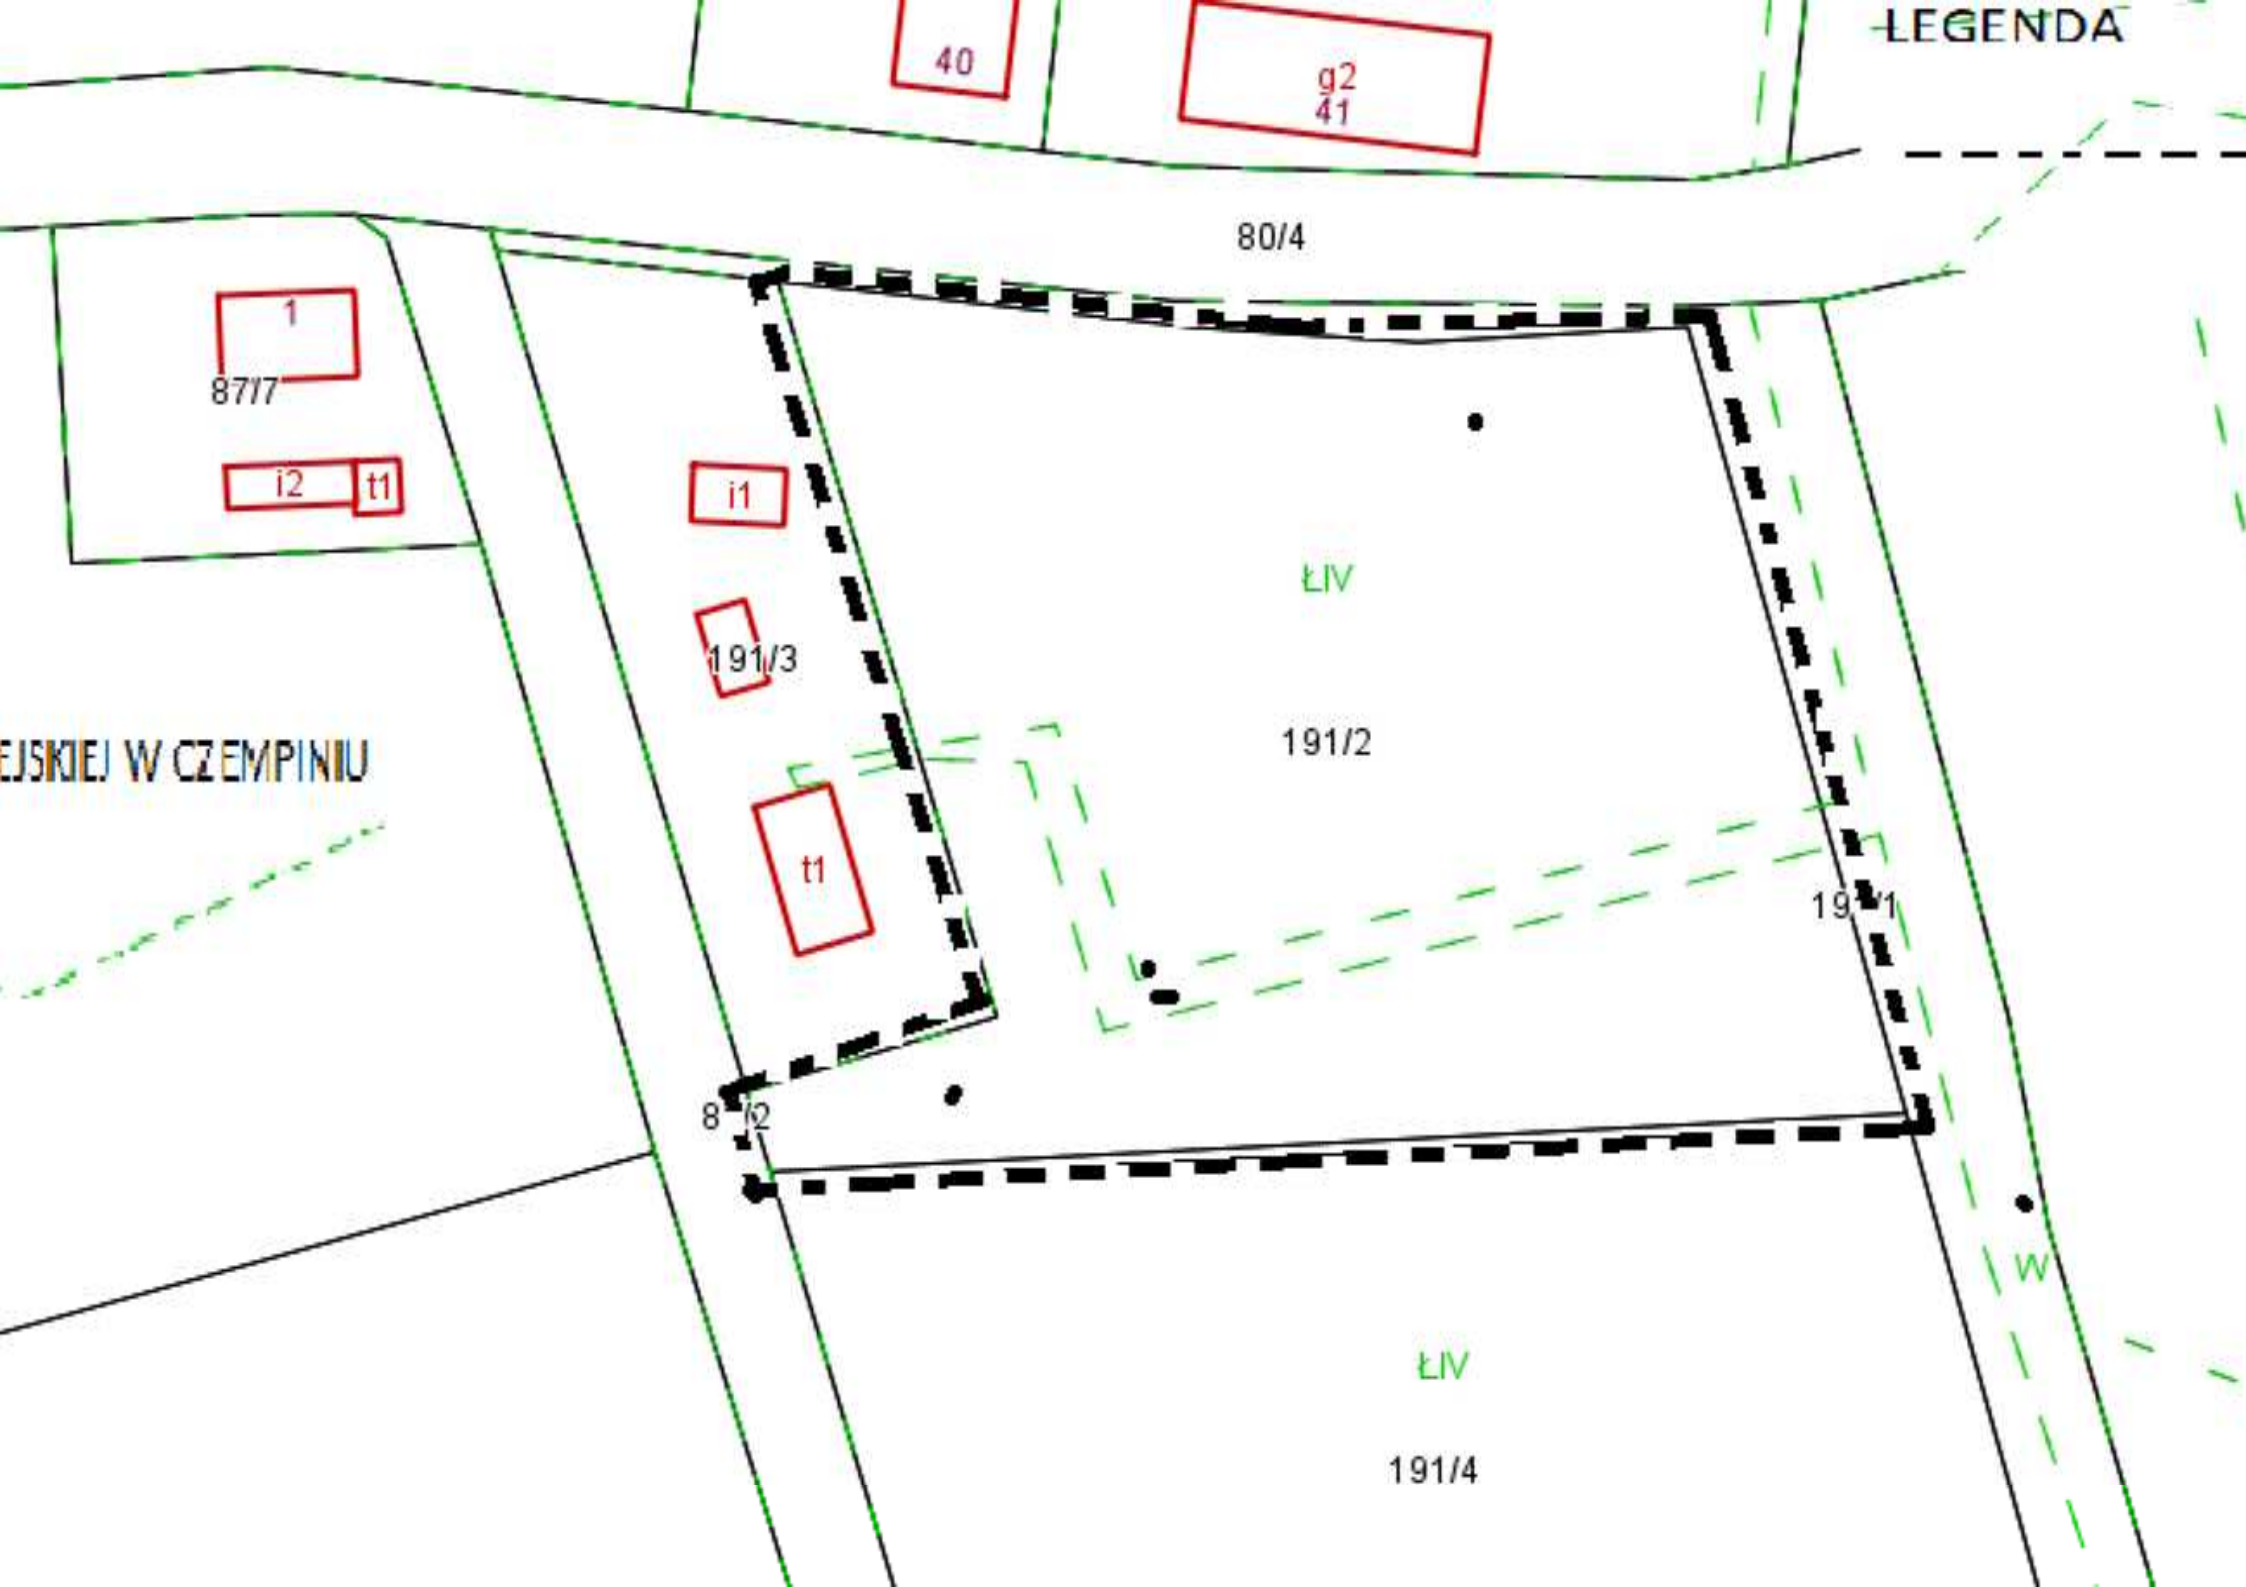 LEGENDA
40
g2
41
80/4
1
87/7
i2
t1
i1
ŁIV
191/3
191/2
EJSKIEJ W CZEMPINIU
t1
W
ŁIV
191/4